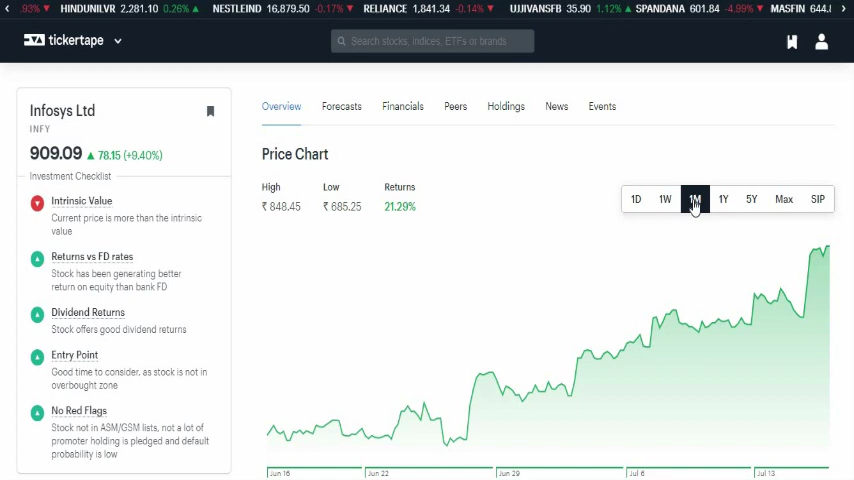 .93% ▼ HINDUNILVR 2,281.10 0.26% ▲ NESTLEIND 16,879.50 -0.17% ▼ RELIANCE 1,841.34 -0.14% ▼ UJJIVANSFB 35.90 1.12% ▲ SPANDANA 601.84 -4.99% ▼ MASFIN 644.
tickertape
Search stocks, indices, ETFs or brands
Infosys Ltd
INFY
909.09 ▲ 78.15 (+9.40%)
Investment Checklist
Intrinsic Value
Current price is more than the intrinsic
value
Returns vs FD rates
Stock has been generating better
return on equity than bank FD
Dividend Returns
Stock offers good dividend returns
Entry Point
Good time to consider, as stock is not in
overbought zone
No Red Flags
Stock not in ASM/GSM lists, not a lot of
promoter holding is pledged and default
probability is low
Overview Forecasts Financials Peers Holdings News Events
Price Chart
High Low Returns
₹ 848.45 ₹ 685.25 21.29%
1D 1W 1M 1Y 5Y Max SIP
Jun 16 Jun 22 Jun 29 Jul 6 Jul 13